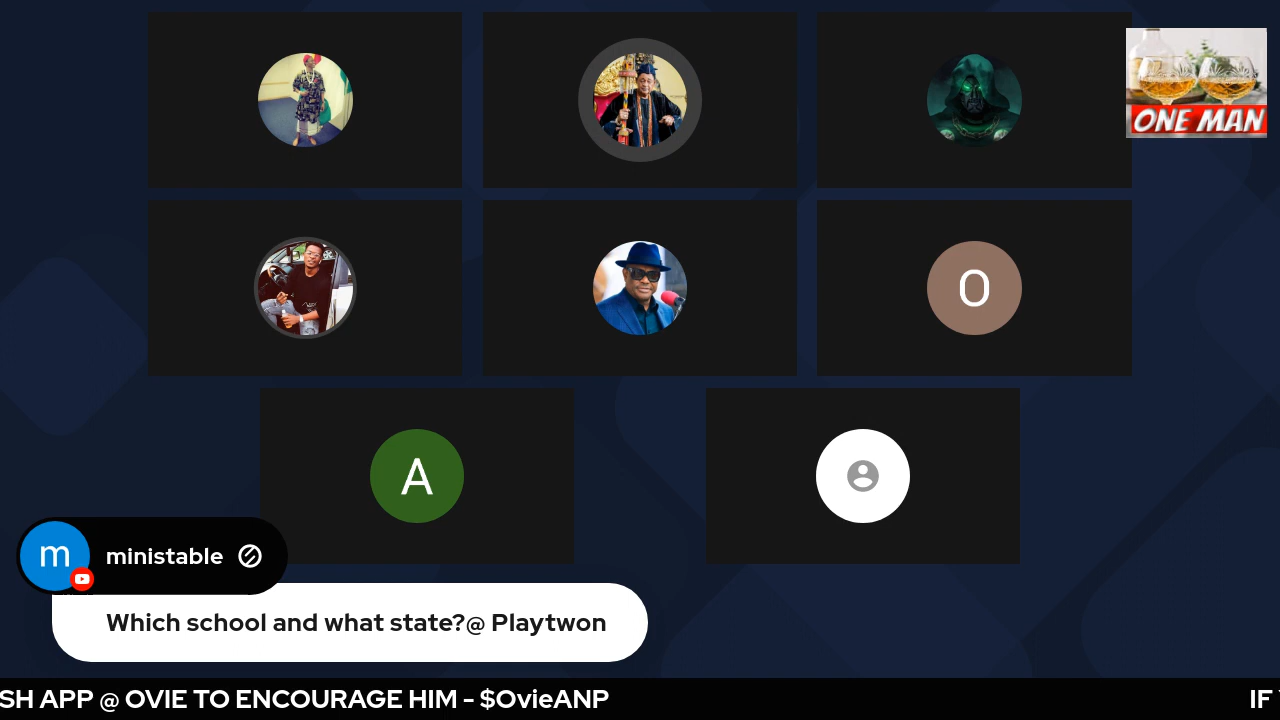 ONE MAN
O
A
m
ministable
Which school and what state?@ Playtwon
SH APP @ OVIE TO ENCOURAGE HIM - $OvieANP
IF